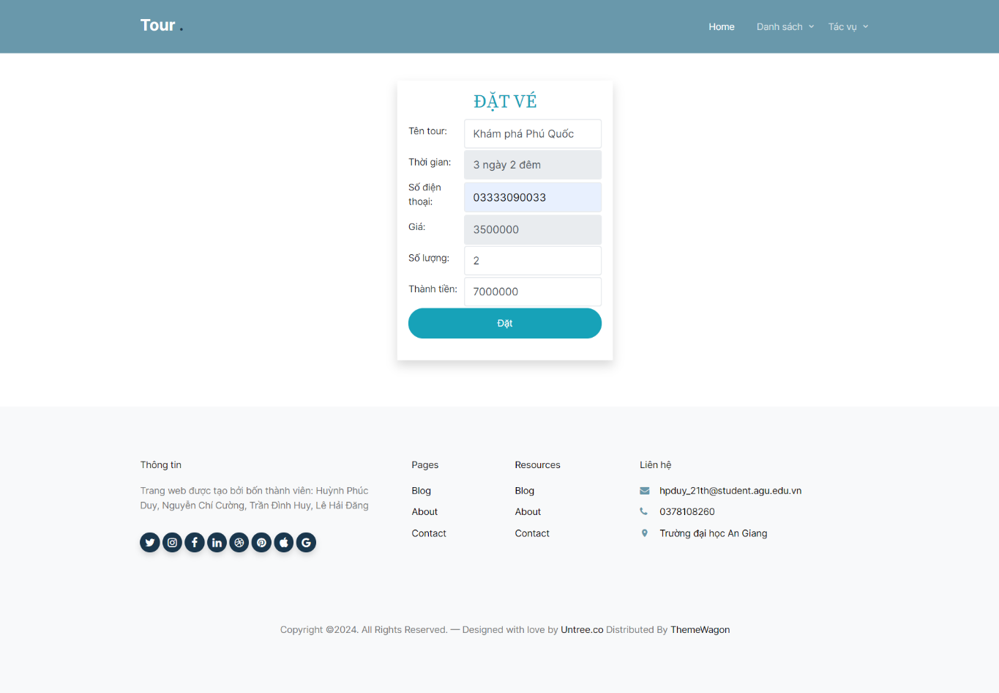 Tour .
Home
Danh sách
Tác vụ
ĐẶT VÉ
Tên tour:
Khám phá Phú Quốc
Thời gian:
3 ngày 2 đêm
Số điện
thoại:
03333090033
Giá:
3500000
Số lượng:
2
Thành tiền:
7000000
Đặt
Thông tin
Trang web được tạo bởi bốn thành viên: Huỳnh Phúc
Duy, Nguyễn Chí Cường, Trần Đình Huy, Lê Hải Đăng
Pages
Blog
About
Contact
Resources
Blog
About
Contact
Liên hệ
hpduy_21th@student.agu.edu.vn
0378108260
Trường đại học An Giang
Copyright ©2024. All Rights Reserved. — Designed with love by Untree.co Distributed By ThemeWagon